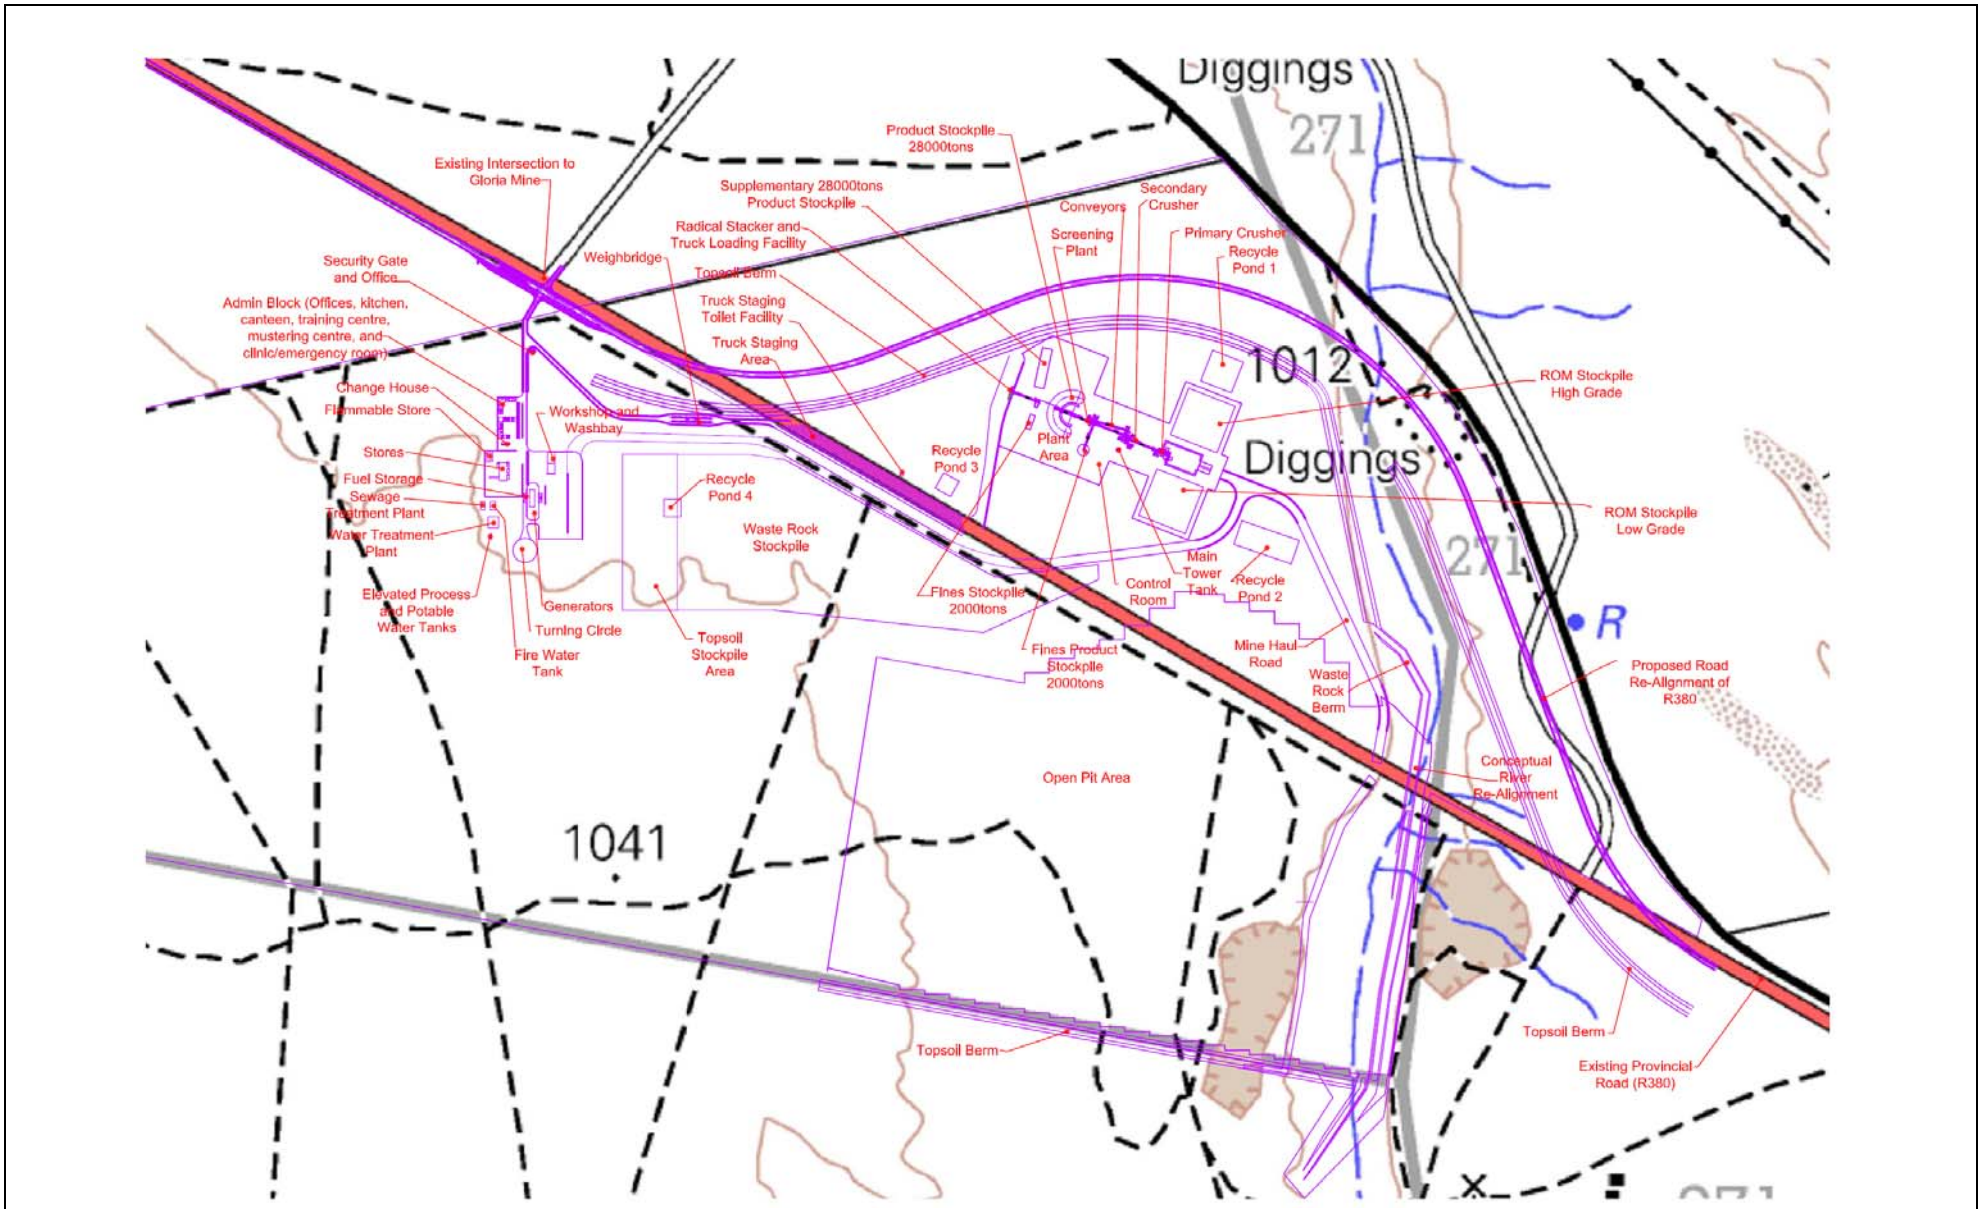 Diggings
271
Product Stockpile
28000tons
Existing Intersection to
Gloria Mine
Supplementary 28000tons
Product Stockpile
Secondary
Crusher
Conveyors
Radical Stacker and
Truck Loading Facility
Screening
Plant
Primary Crusher
Recycle
Pond 1
Weighbridge
Security Gate
and Office
Topsoil Berm
Admin Block (Offices, kitchen,
canteen, training centre,
mustering centre, and
clinic/emergency room)
Truck Staging
Toilet Facility
Truck Staging
Area
1012
ROM Stockpile
High Grade
Change House
Flammable Store
Workshop and
Washbay
Stores
Plant
Area
Diggings
Recycle
Pond 3
Fuel Storage
Sewage
Treatment Plant
Recycle
Pond 4
ROM Stockpile
Low Grade
Water Treatment
Plant
Waste Rock
Stockpile
271
Main
Tower
Tank
Control
Room
Recycle
Pond 2
Elevated Process
and Potable
Water Tanks
Generators
Fines Stockpile
2000tons
R
Turning Circle
Topsoil
Stockpile
Area
Fire Water
Tank
Fines Product
Stockpile
2000tons
Mine Haul
Road
Waste
Rock
Berm
Proposed Road
Re-Alignment of
R380
Open Pit Area
Conceptual
River
Re-Alignment
1041
Topsoil Berm
Topsoil Berm
Existing Provincial
Road (R380)